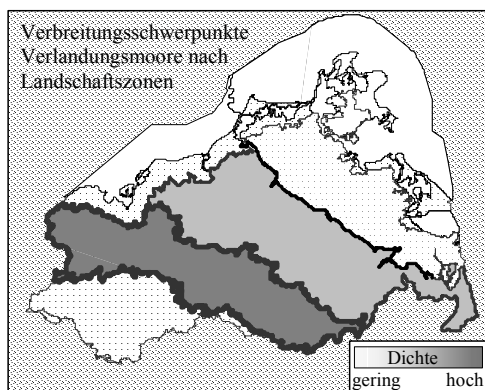 Verbreitungsschwerpunkte
Verlandungsmoore nach
Landschaftszonen
Dichte
gering hoch